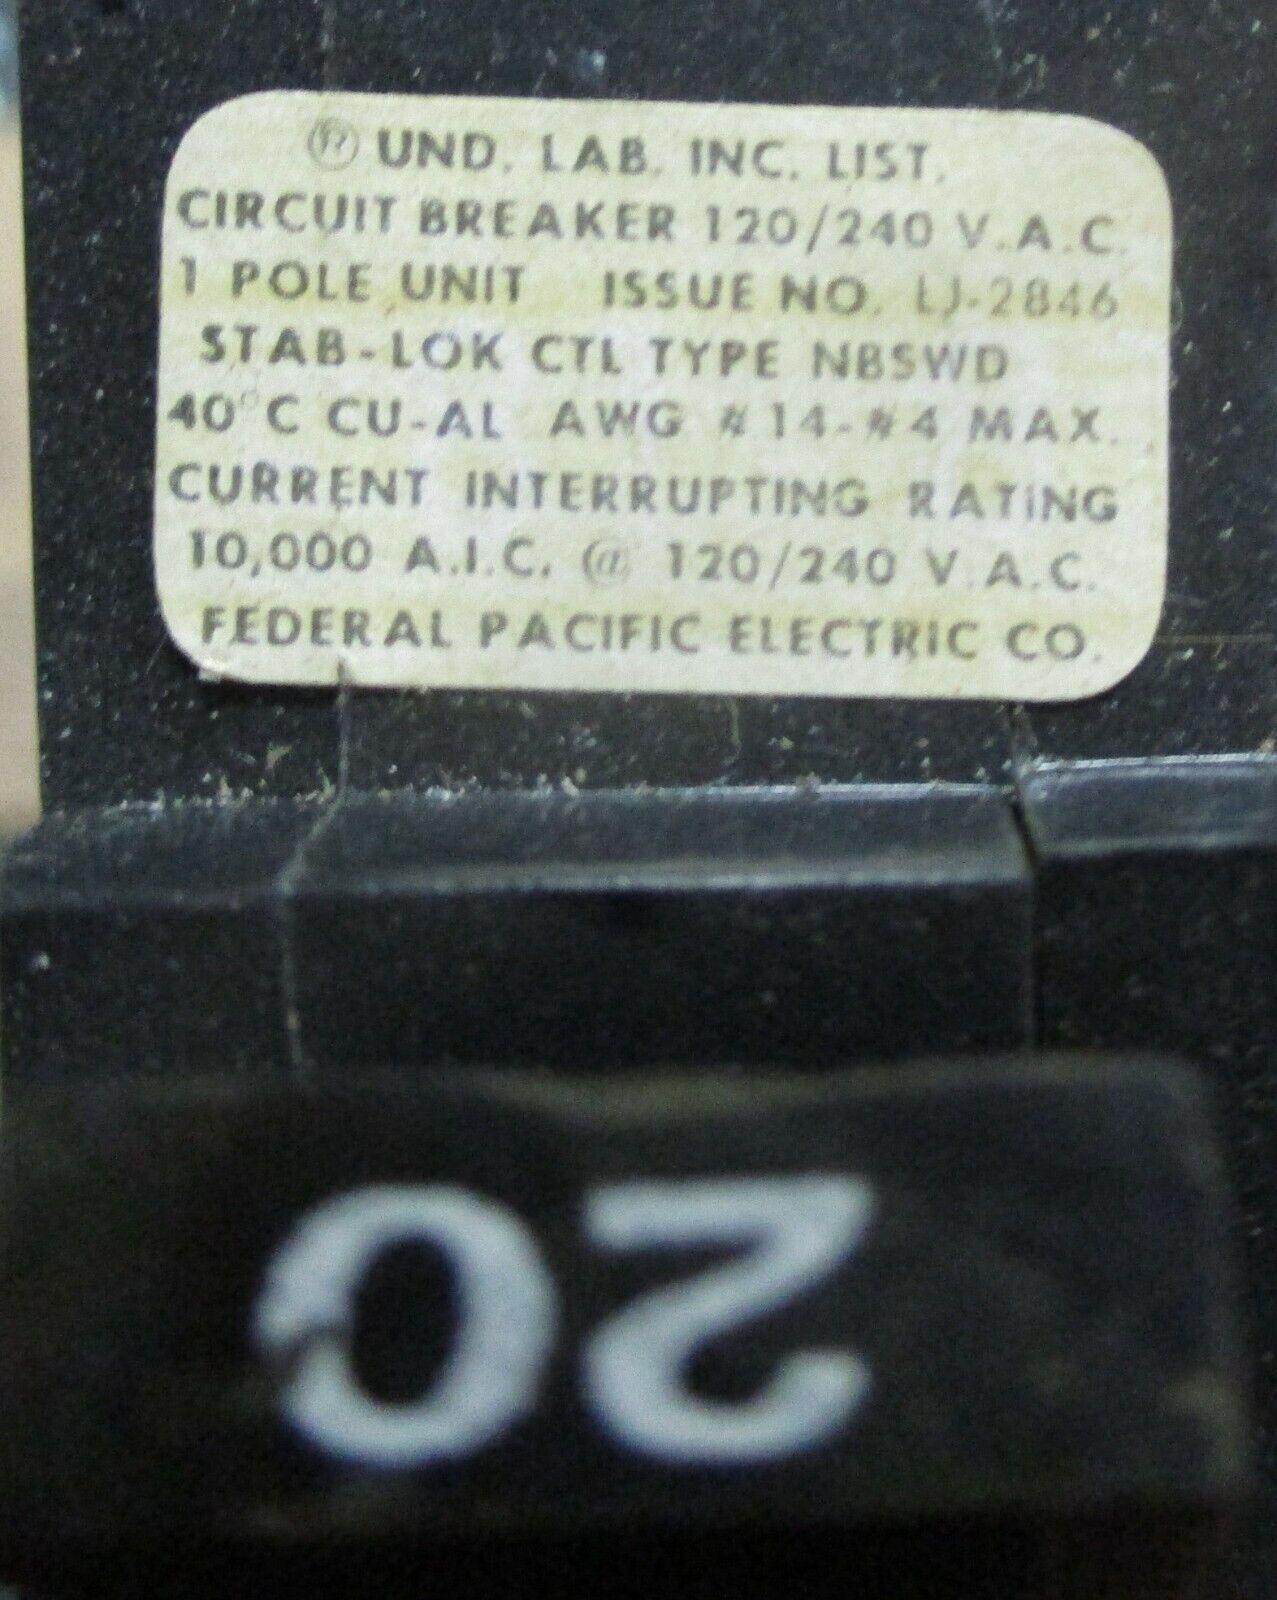 UND. LAB. INC. LIST.
CIRCUIT BREAKER 120/240 V.A.C.
1 POLE UNIT ISSUE NO. LJ-2846
STAB-LOK CTL TYPE NBSWD
40°C CU-AL AWG #14-#4 MAX.
CURRENT INTERRUPTING RATING
10,000 A.I.C. @ 120/240 V.A.C.
FEDERAL PACIFIC ELECTRIC CO.
20